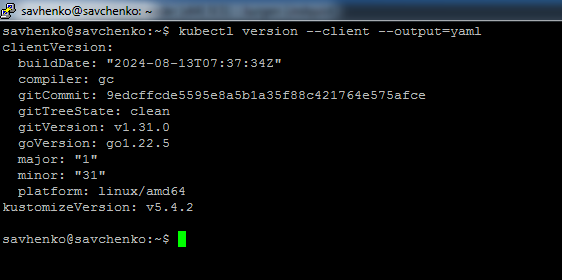 savhenko@savchenko: ~
savhenko@savchenko:~$ kubectl version --client --output=yaml
clientVersion:
  buildDate: "2024-08-13T07:37:34Z"
  compiler: gc
  gitCommit: 9edcffcde5595e8a5b1a35f88c421764e575afce
  gitTreeState: clean
  gitVersion: v1.31.0
  goVersion: go1.22.5
  major: "1"
  minor: "31"
  platform: linux/amd64
kustomizeVersion: v5.4.2
savhenko@savchenko:~$